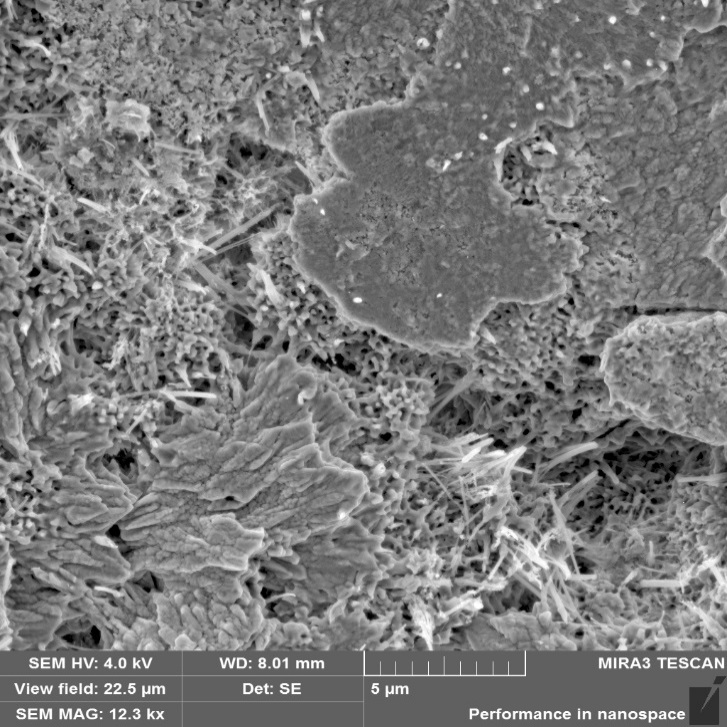 SEM HV: 4.0 kV
WD: 8.01 mm
MIRA3 TESCAN
View field: 22.5 µm
Det: SE
5 µm
SEM MAG: 12.3 kx
Performance in nanospace